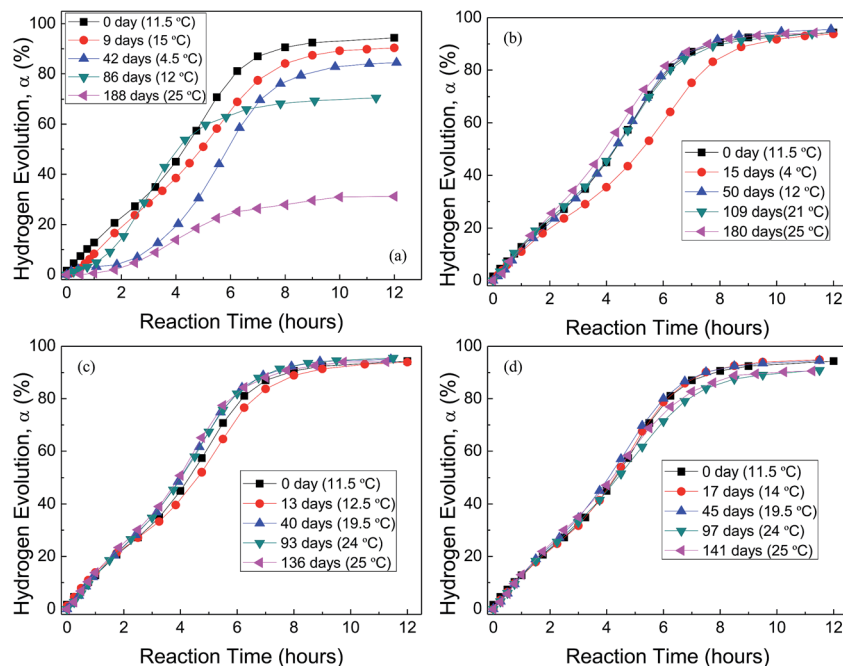 0 day (11.5 ºC)
9 days (15 ºC)
42 days (4.5 ºC)
86 days (12 ºC)
188 days (25 ºC)
(a)
Hydrogen Evolution, α (%)
100
80
60
40
20
0
0 2 4 6 8 10 12
Reaction Time (hours)
(b)
0 day (11.5 ºC)
15 days (4 ºC)
50 days (12 ºC)
109 days(21 ºC)
180 days(25 ºC)
Hydrogen Evolution, α (%)
100
80
60
40
20
0
0 2 4 6 8 10 12
Reaction Time (hours)
(c)
0 day (11.5 ºC)
13 days (12.5 ºC)
40 days (19.5 ºC)
93 days (24 ºC)
136 days (25 ºC)
Hydrogen Evolution, α (%)
100
80
60
40
20
0
0 2 4 6 8 10 12
Reaction Time (hours)
(d)
0 day (11.5 ºC)
17 days (14 ºC)
45 days (19.5 ºC)
97 days (24 ºC)
141 days (25 ºC)
Hydrogen Evolution, α (%)
100
80
60
40
20
0
0 2 4 6 8 10 12
Reaction Time (hours)